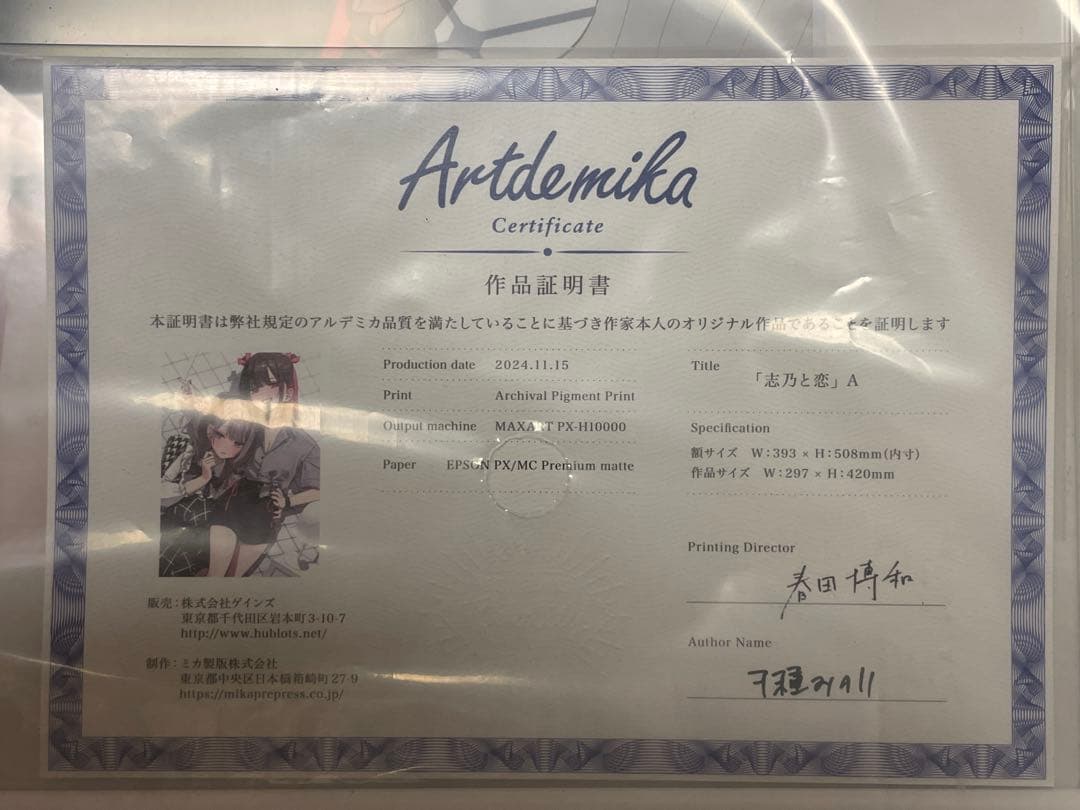 Artdemika
Certificate
作品証明書
本証明書は弊社規定のアルデミカ品質を満たしていることに基づき作家本人のオリジナル作品であることを証明します
Production date 2024.11.15
Print Archival Pigment Print
Output machine MAXART PX-H10000
Paper EPSON PX/MC Premium matte
Title
「志乃と恋」A
Specification
額サイズ W:393 × H:508mm(内寸)
作品サイズ W:297 × H:420mm
Printing Director
春田博和
Author Name
販売:株式会社ゲインズ
東京都千代田区岩本町3-10-7
http://www.hublots.net/
制作:ミカ製版株式会社
東京都中央区日本橋箱崎町27-9
https://mikaprepress.co.jp/